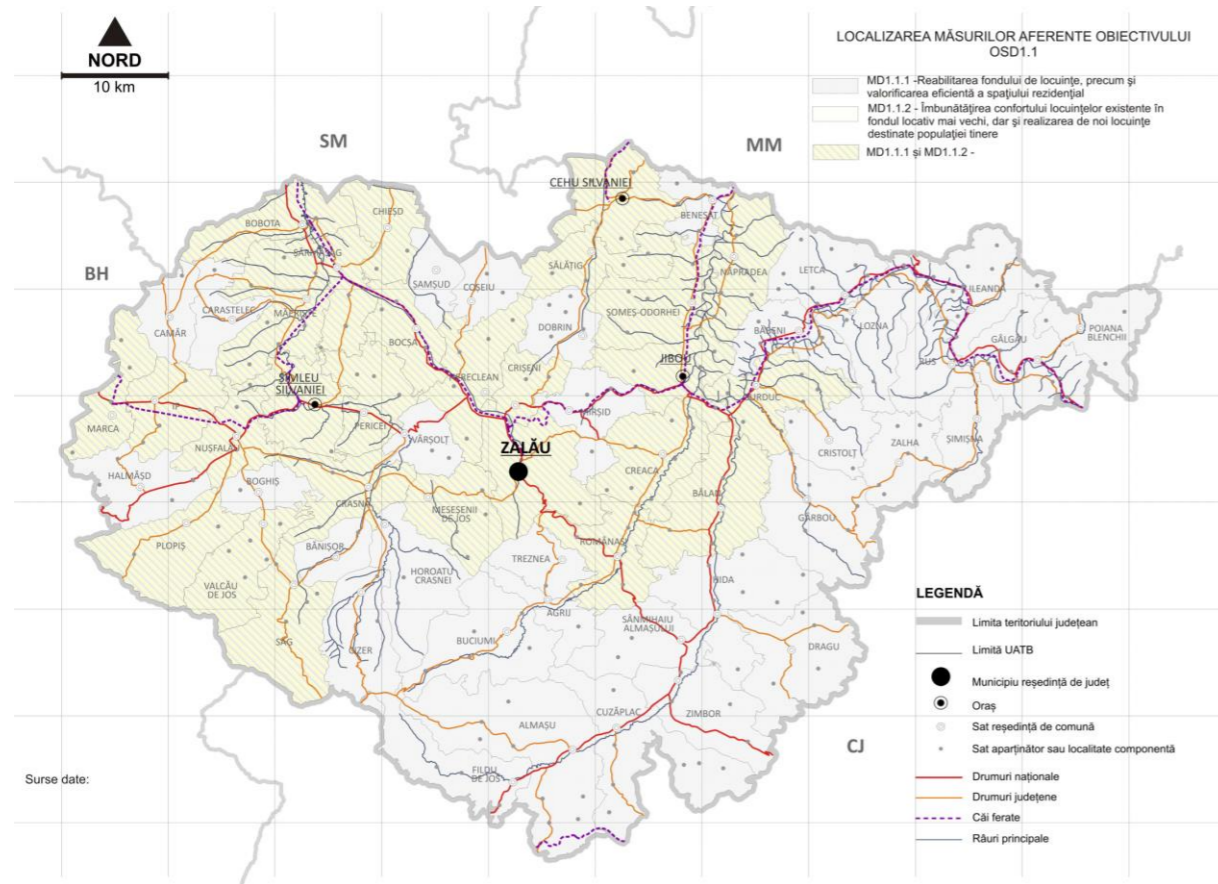 NORD
10 km
LOCALIZAREA MĂSURILOR AFERENTE OBIECTIVULUI
OSD1.1
MD1.1.1 -Reabilitarea fondului de locuințe, precum și
valorificarea eficientă a spațiului rezidențial
MD1.1.2 - Îmbunătățirea confortului locuințelor existente în
fondul locativ mai vechi, dar și realizarea de noi locuințe
destinate populației tinere
MD1.1.1 și MD1.1.2 -
SM
MM
BH
CJ
CEHU SILVANIEI
BENESAT
CHIEȘD
BOBOTA
SĂLĂȚIG
NAPRADEA
LETCA
ILEANDA
SAMȘUD
COȘEIU
CARASTELEC
CAMĂR
DOBRIN
SOMEȘ-ODORHEI
BĂBENI
LOZNA
RUS
GÂLGĂU
POIANA
BLENCHII
BOCȘA
CRIȘENI
JIBOU
ȘIMLEU
SILVANIEI
MIRȘID
MARCA
NUȘFALĂU
PERICEI
VÂRȘOLȚ
ZALĂU
CREACA
CRISTOLȚ
ZALHA
ȘIMIȘNA
HALMĂȘD
BOGHIȘ
CRASNA
MESEȘENII
DE JOS
BĂLAN
GÂRBOU
PLOPIȘ
BĂNIȘOR
TREZNEA
ROMÂNAȘI
VALCĂU
DE JOS
HOROATU
CRASNEI
AGRIJ
HIDA
BUCIUMI
SÂNMIHAIU
ALMAȘULUI
DRAGU
CIZER
ALMAȘU
CUZĂPLAC
ZIMBOR
FILDU
DE JOS
LEGENDĂ
Limita teritoriului județean
Limită UATB
Municipiu reședință de județ
Oraș
Sat reședință de comună
Sat aparținător sau localitate componentă
Drumuri naționale
Drumuri județene
Căi ferate
Râuri principale
Surse date: